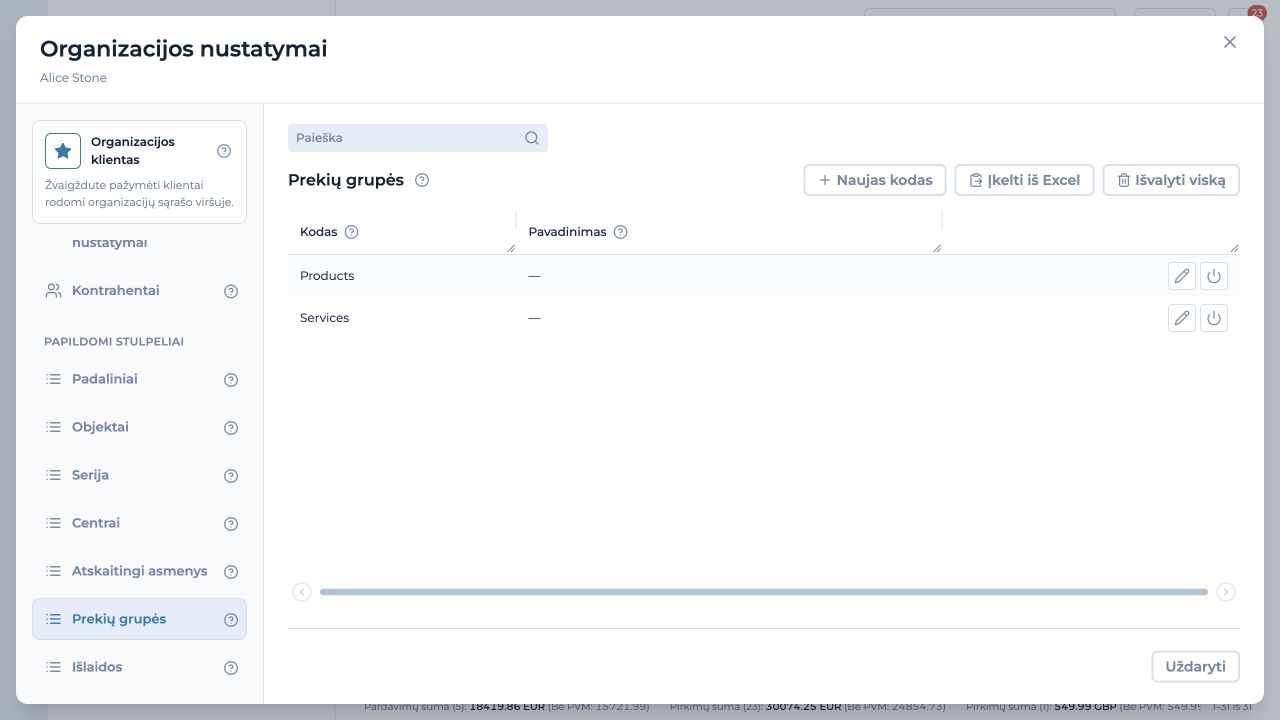 23
Organizacijos nustatymai
Alice Stone
Organizacijos
klientas
Žvaigždute pažymėti klientai
rodomi organizacijų sąrašo viršuje.
nustatymai
Kontrahentai
PAPILDOMI STULPELIAI
Padaliniai
Objektai
Serija
Centrai
Atskaitingi asmenys
Prekių grupės
Išlaidos
Paieška
Prekių grupės
Naujas kodas
Įkelti iš Excel
Išvalyti viską
Kodas
Pavadinimas
Products
—
Services
—
Uždaryti
Pardavimų suma (5): 18419.86 EUR (Be PVM: 15721.99)
Pirkimų suma (23): 30074.25 EUR (Be PVM: 24854.73)
Pirkimų suma (1): 549.99 GBP (Be PVM: 549.9
1-31 iš 31